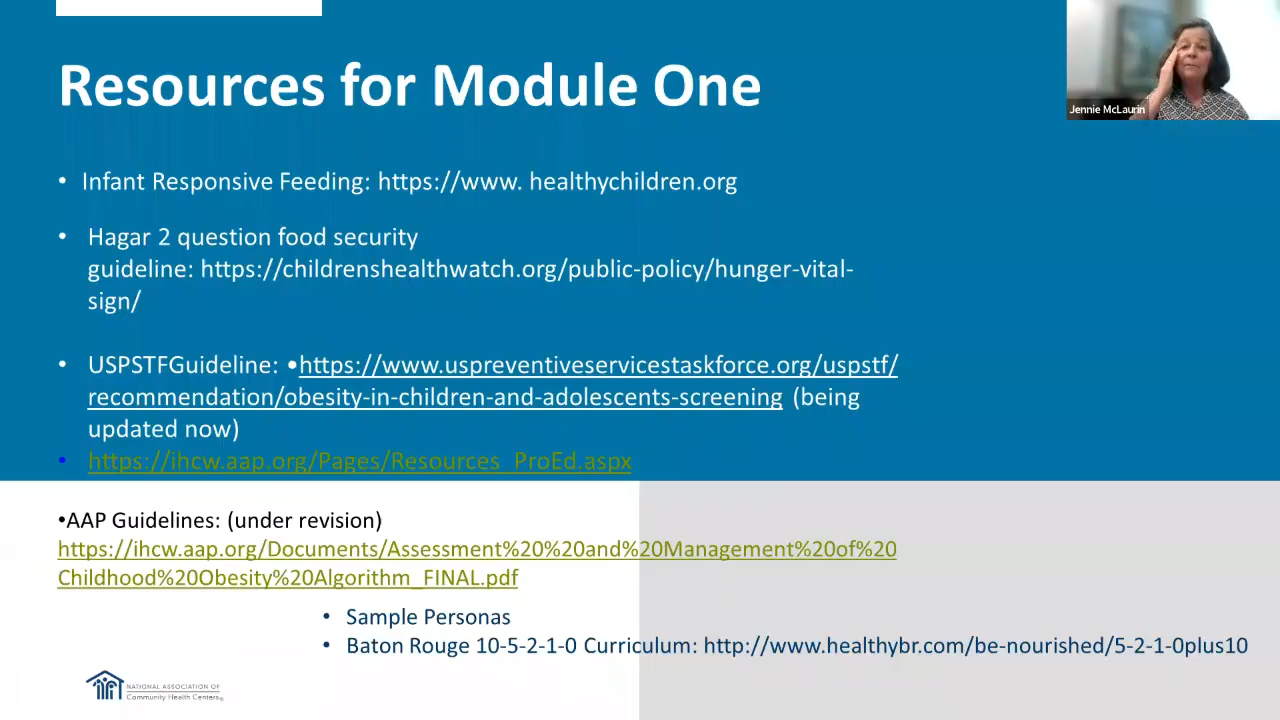 Resources for Module One
Jennie McLaurin
• Infant Responsive Feeding: https://www. healthychildren.org
• Hagar 2 question food security
guideline: https://childrenshealthwatch.org/public-policy/hunger-vital-
sign/
• USPSTFGuideline: •https://www.uspreventiveservicestaskforce.org/uspstf/
recommendation/obesity-in-children-and-adolescents-screening (being
updated now)
• https://ihcw.aap.org/Pages/Resources_ProEd.aspx
•AAP Guidelines: (under revision)
https://ihcw.aap.org/Documents/Assessment%20%20and%20Management%20of%20
Childhood%20Obesity%20Algorithm_FINAL.pdf
• Sample Personas
• Baton Rouge 10-5-2-1-0 Curriculum: http://www.healthybr.com/be-nourished/5-2-1-0plus10
NATIONAL ASSOCIATION OF
Community Health Centers